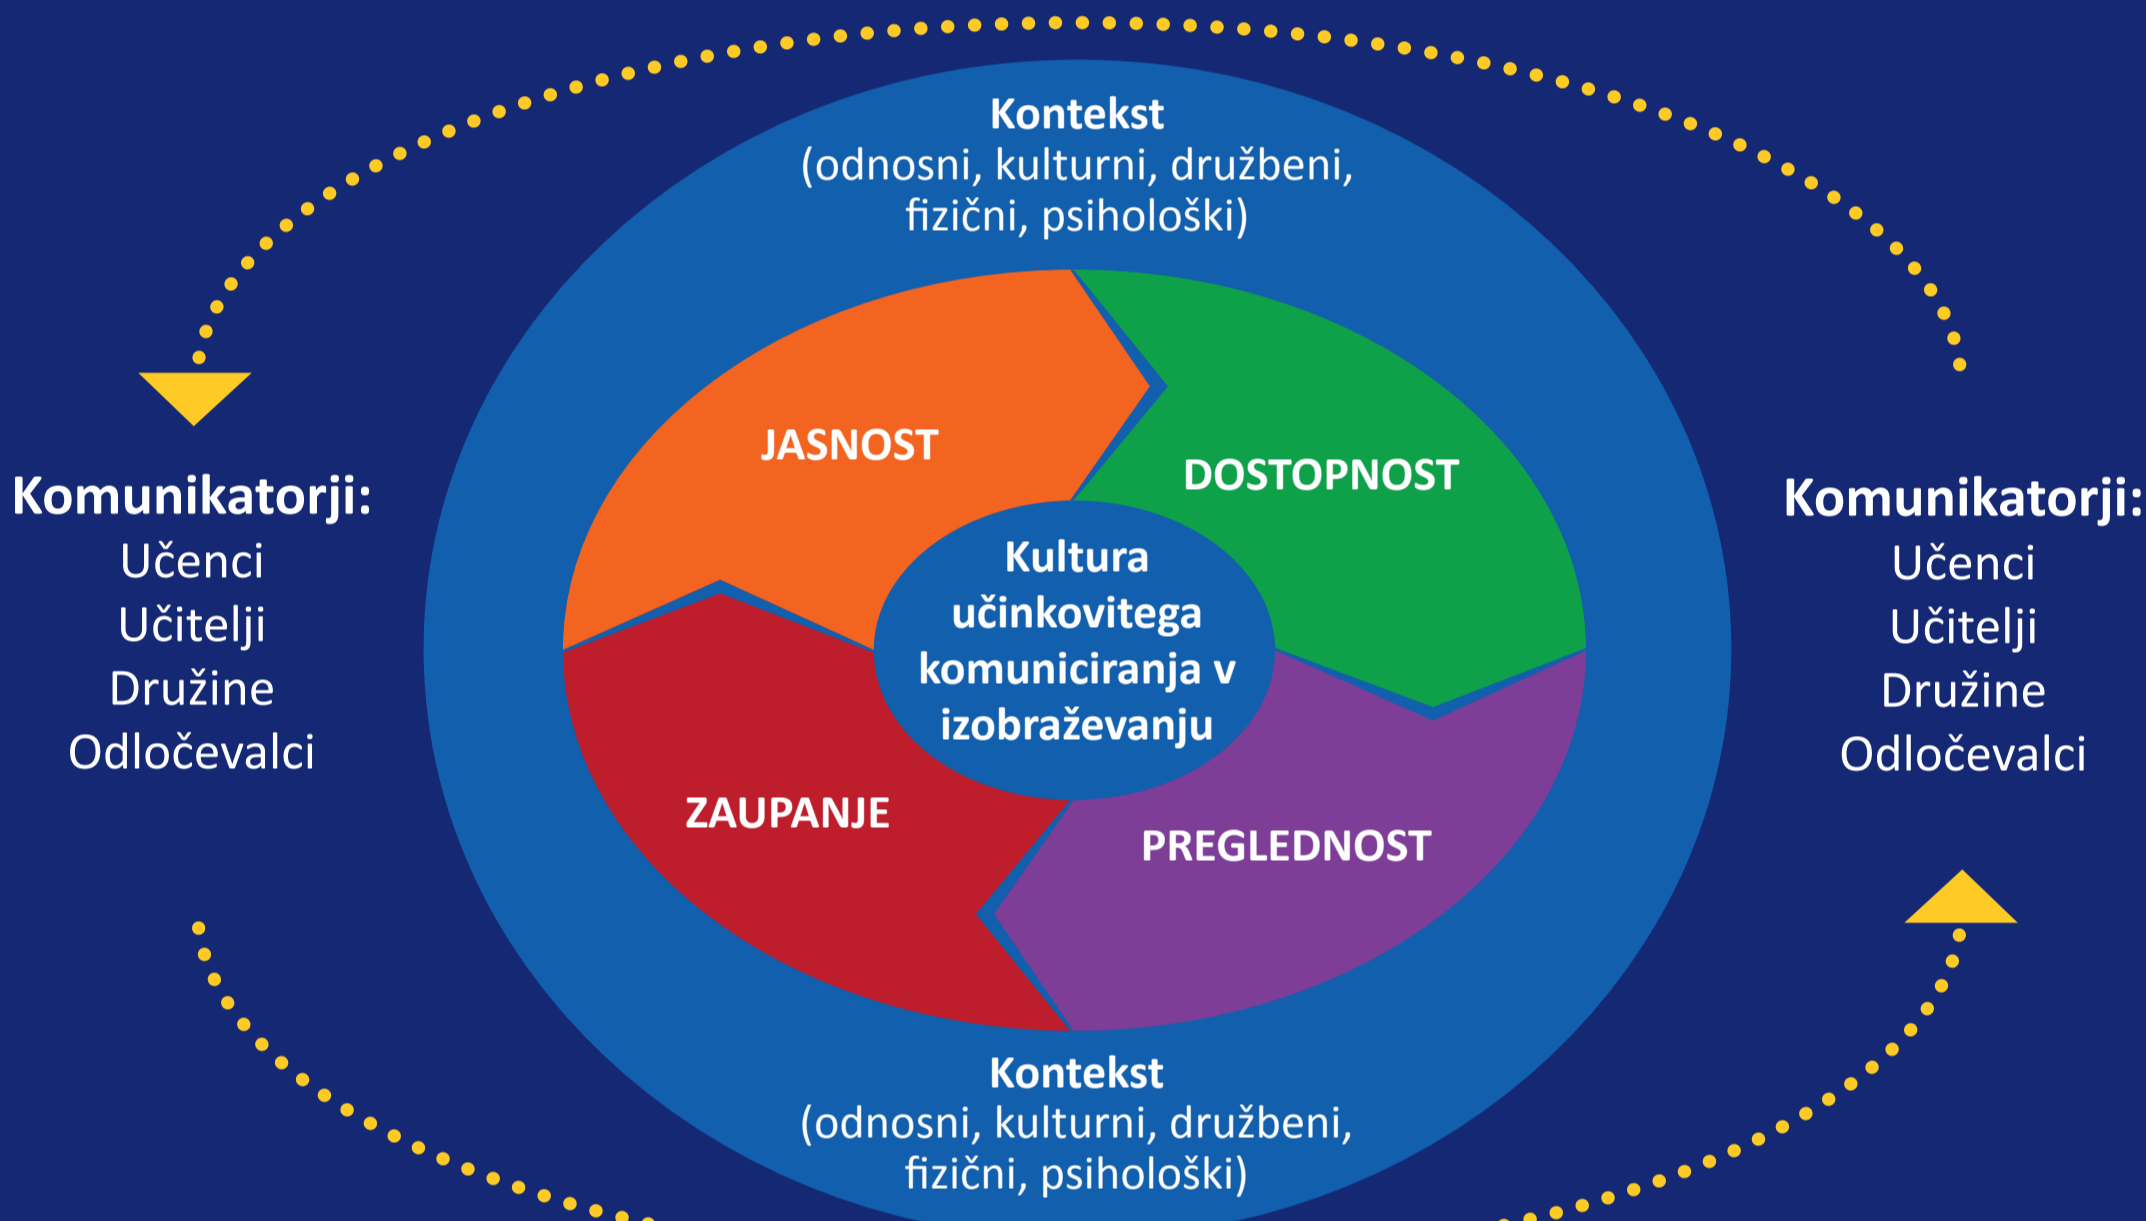 Kontekst
(odnosni, kulturni, družbeni,
fizični, psihološki)
JASNOST
DOSTOPNOST
Komunikatorji:
Učenci
Učitelji
Družine
Odločevalci
Kultura
učinkovitega
komuniciranja v
izobraževanju
Komunikatorji:
Učenci
Učitelji
Družine
Odločevalci
ZAUPANJE
PREGLEDNOST
Kontekst
(odnosni, kulturni, družbeni,
fizični, psihološki)